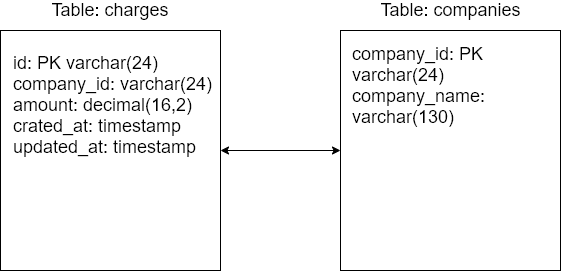 Table: charges
id: PK varchar(24)
company_id: varchar(24)
amount: decimal(16,2)
crated_at: timestamp
updated_at: timestamp
Table: companies
company_id: PK
varchar(24)
company_name:
varchar(130)